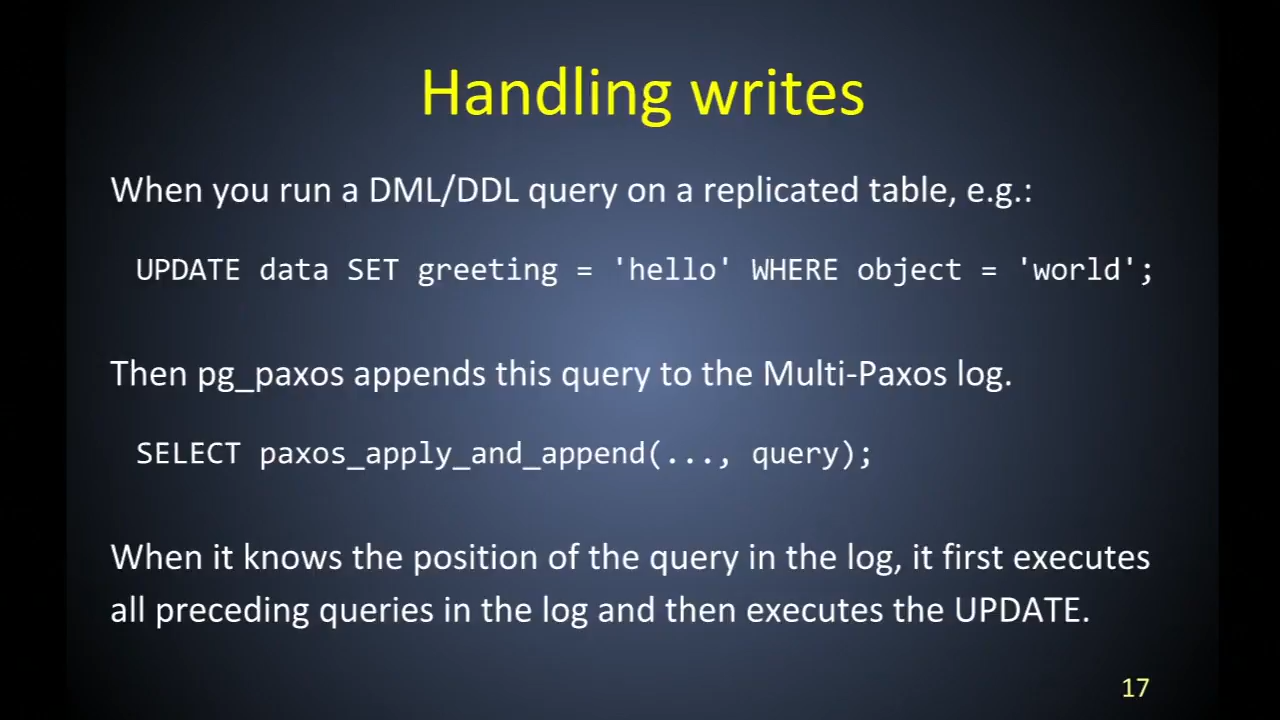 Handling writes
When you run a DML/DDL query on a replicated table, e.g.:
UPDATE data SET greeting = 'hello' WHERE object = 'world';
Then pg_paxos appends this query to the Multi-Paxos log.
SELECT paxos_apply_and_append(..., query);
When it knows the position of the query in the log, it first executes
all preceding queries in the log and then executes the UPDATE.
17